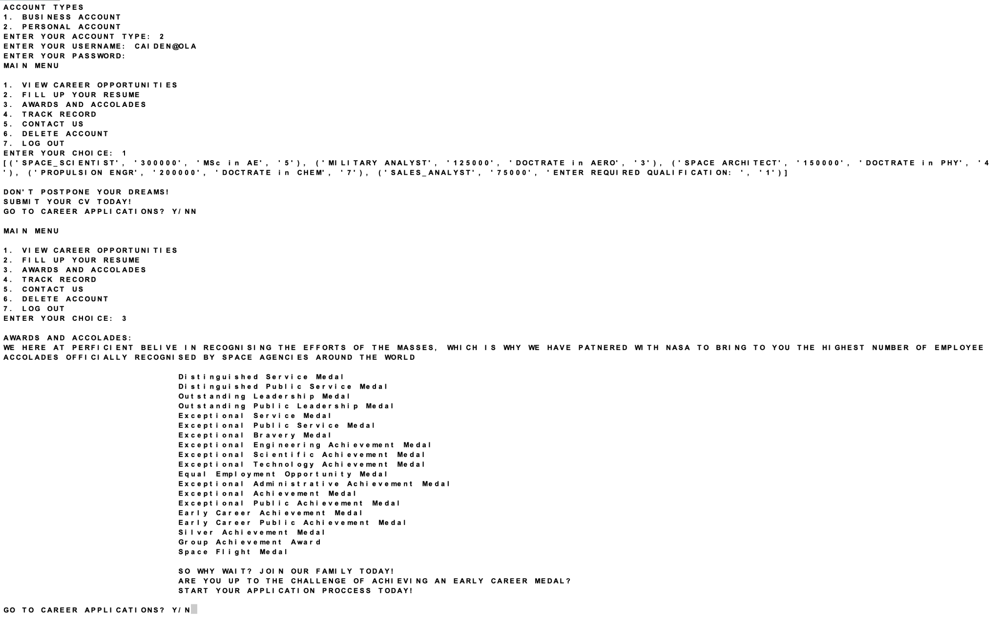 ACCOUNT TYPES
1. BUSINESS ACCOUNT
2. PERSONAL ACCOUNT
ENTER YOUR ACCOUNT TYPE: 2
ENTER YOUR USERNAME: CAIDEN@OLA
ENTER YOUR PASSWORD:
MAIN MENU
1. VIEW CAREER OPPORTUNITIES
2. FILL UP YOUR RESUME
3. AWARDS AND ACCOLADES
4. TRACK RECORD
5. CONTACT US
6. DELETE ACCOUNT
7. LOG OUT
ENTER YOUR CHOICE: 1
[('SPACE_SCIENTIST', '300000', 'MSc in AE', '5'), ('MILITARY ANALYST', '125000', 'DOCTRATE in AERO', '3'), ('SPACE ARCHITECT', '150000', 'DOCTRATE in PHY', '4
'), ('PROPULSION ENGR', '200000', 'DOCTRATE in CHEM', '7'), ('SALES_ANALYST', '75000', 'ENTER REQUIRED QUALIFICATION: ', '1')]
DON'T POSTPONE YOUR DREAMS!
SUBMIT YOUR CV TODAY!
GO TO CAREER APPLICATIONS? Y/NN
MAIN MENU
1. VIEW CAREER OPPORTUNITIES
2. FILL UP YOUR RESUME
3. AWARDS AND ACCOLADES
4. TRACK RECORD
5. CONTACT US
6. DELETE ACCOUNT
7. LOG OUT
ENTER YOUR CHOICE: 3
AWARDS AND ACCOLADES:
WE HERE AT PERFICIENT BELIVE IN RECOGNISING THE EFFORTS OF THE MASSES, WHICH IS WHY WE HAVE PATNERED WITH NASA TO BRING TO YOU THE HIGHEST NUMBER OF EMPLOYEE
ACCOLADES OFFICIALLY RECOGNISED BY SPACE AGENCIES AROUND THE WORLD
Distinguished Service Medal
Distinguished Public Service Medal
Outstanding Leadership Medal
Outstanding Public Leadership Medal
Exceptional Service Medal
Exceptional Public Service Medal
Exceptional Bravery Medal
Exceptional Engineering Achievement Medal
Exceptional Scientific Achievement Medal
Exceptional Technology Achievement Medal
Equal Employment Opportunity Medal
Exceptional Administrative Achievement Medal
Exceptional Achievement Medal
Exceptional Public Achievement Medal
Early Career Achievement Medal
Early Career Public Achievement Medal
Silver Achievement Medal
Group Achievement Award
Space Flight Medal
SO WHY WAIT? JOIN OUR FAMILY TODAY!
ARE YOU UP TO THE CHALLENGE OF ACHIEVING AN EARLY CAREER MEDAL?
START YOUR APPLICATION PROCCESS TODAY!
GO TO CAREER APPLICATIONS? Y/N